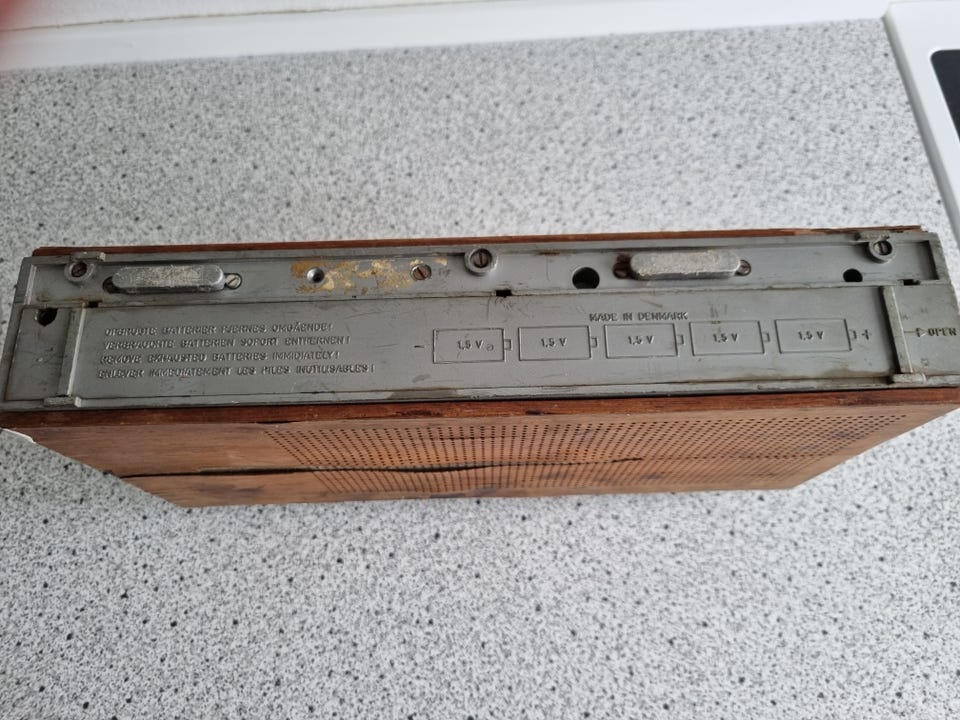 OPBRUGTE BATTERIER FJERNES OMGÅENDE!
VERBRAUCHTE BATTERIEN SOFORT ENTFERNEN!
REMOVE EXHAUSTED BATTERIES IMMIDIATELY!
ENLEVER IMMEDIATEMENT LES PILES INUTILISABLES!
MADE IN DENMARK
- 1,5 V 1,5 V 1,5 V 1,5 V 1,5 V +
OPEN